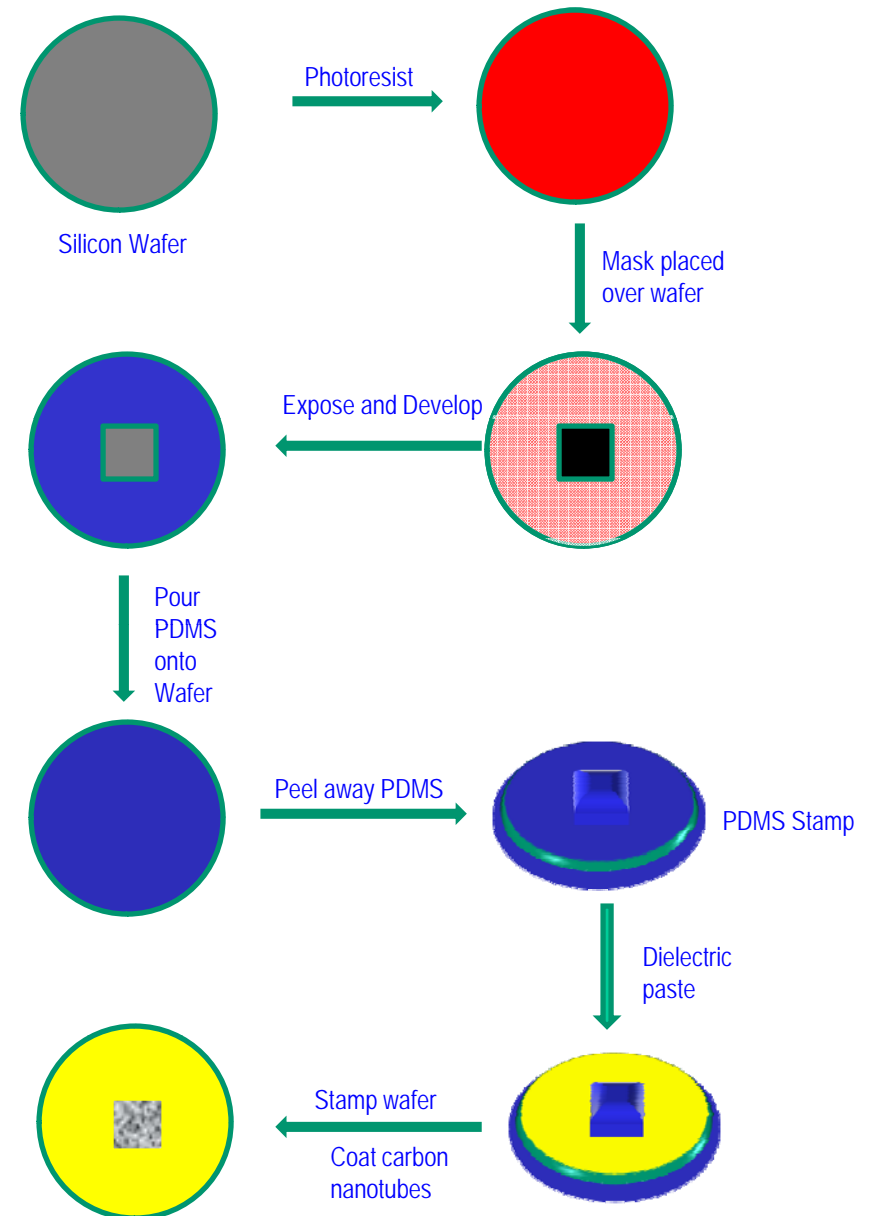 Photoresist
Silicon Wafer
Mask placed
over wafer
Expose and Develop
Pour
PDMS
onto
Wafer
Peel away PDMS
PDMS Stamp
Dielectric
paste
Stamp wafer
Coat carbon
nanotubes